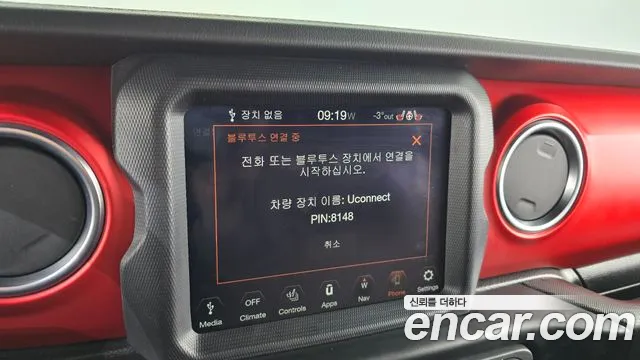 장치 없음
09:19W
-3°out
연결
블루투스 연결 중
X
전화 또는 블루투스 장치에서 연결을
시작하십시오.
차량 장치 이름: Uconnect
PIN:8148
취소
OFF
W
Media
Climate
Controls
Apps
Nav
Phone
Settings
신뢰를 더하다
encar.com